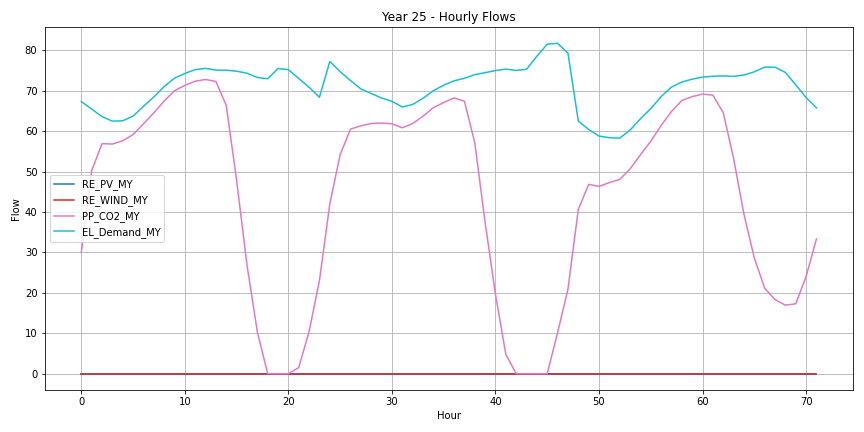 Year 25 - Hourly Flows
80
70
60
50
40
30
20
10
0
Flow
RE_PV_MY
RE_WIND_MY
PP_CO2_MY
EL_Demand_MY
0 10 20 30 40 50 60 70
Hour